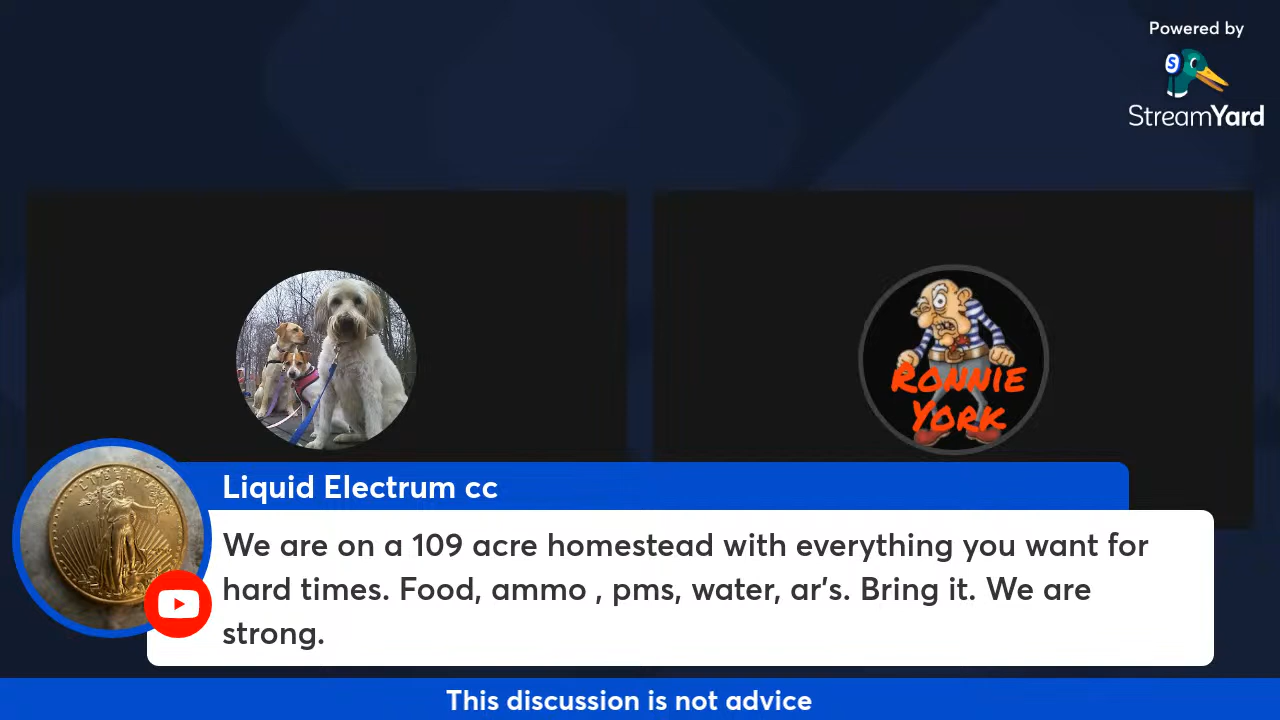 Powered by
S
StreamYard
RONNIE
YORK
LIBERTY
Liquid Electrum cc
We are on a 109 acre homestead with everything you want for
hard times. Food, ammo , pms, water, ar's. Bring it. We are
strong.
This discussion is not advice